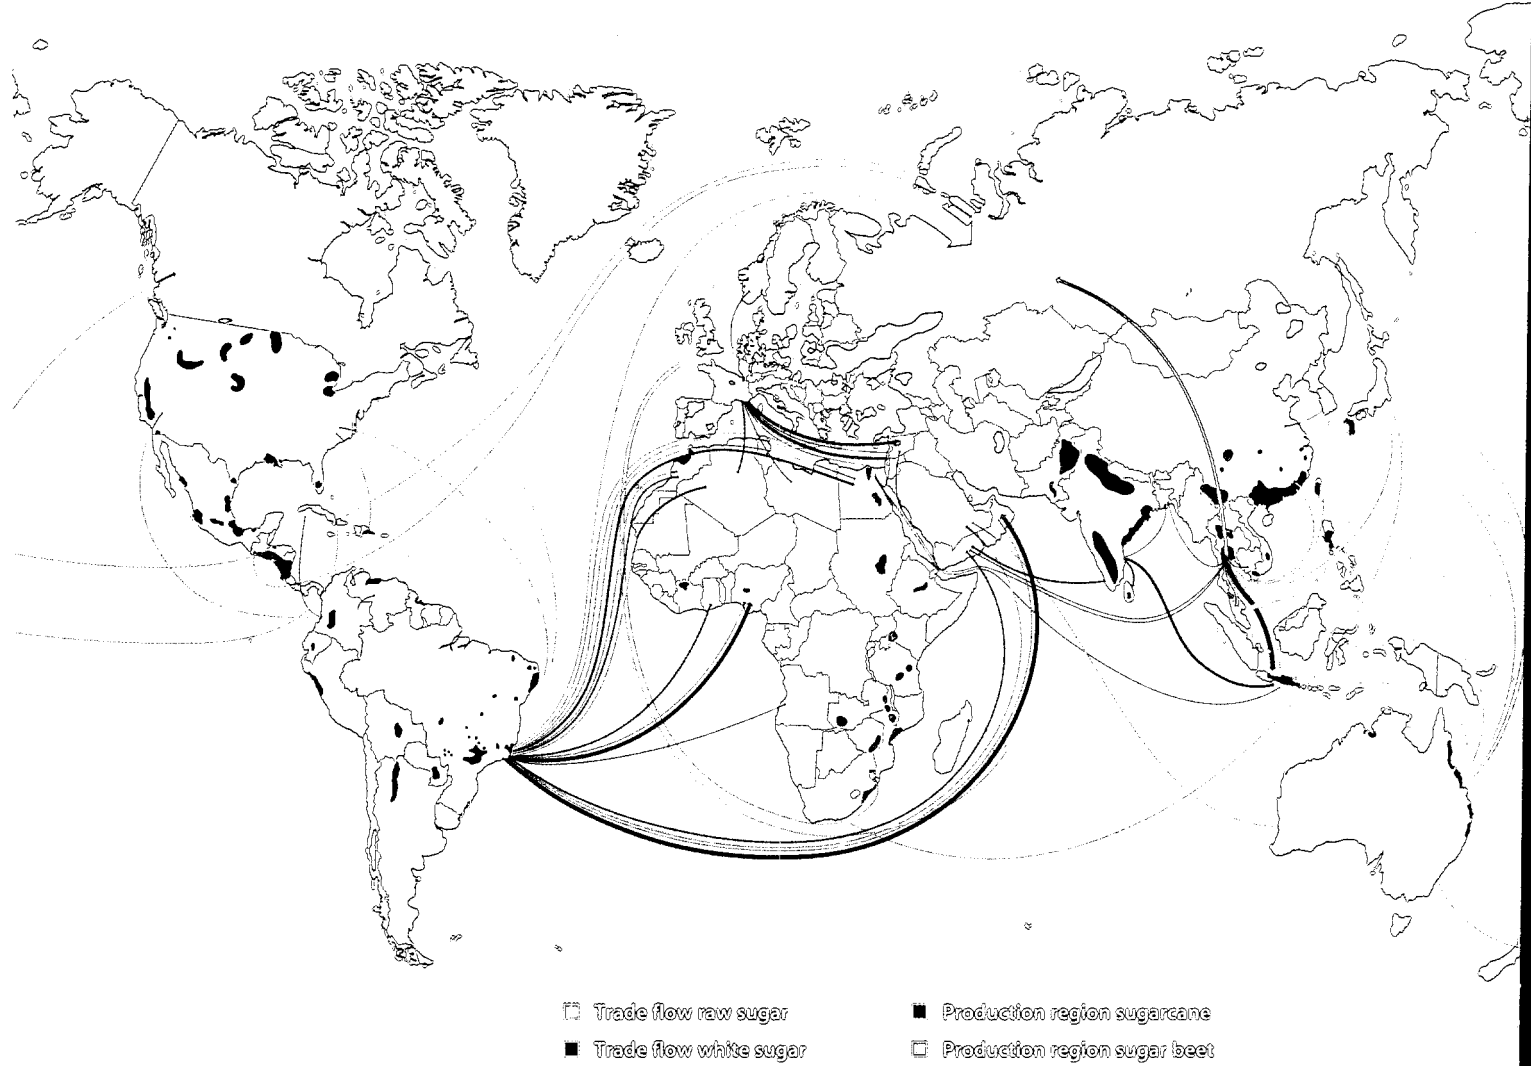 Trade flow raw sugar
Trade flow white sugar
Production region sugarcane
Production region sugar beet